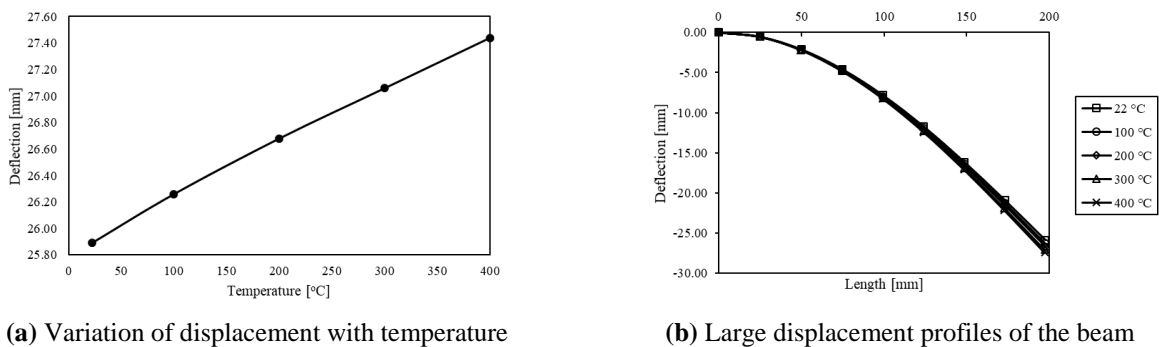 27.60
27.40
27.20
27.00
26.80
26.60
26.40
26.20
26.00
25.80
Deflection [mm]
0 50 100 150 200 250 300 350 400
Temperature [°C]
(a) Variation of displacement with temperature
0 50 100 150 200
0.00
-5.00
-10.00
-15.00
-20.00
-25.00
-30.00
Deflection [mm]
Length [mm]
22 °C
100 °C
200 °C
300 °C
400 °C
(b) Large displacement profiles of the beam